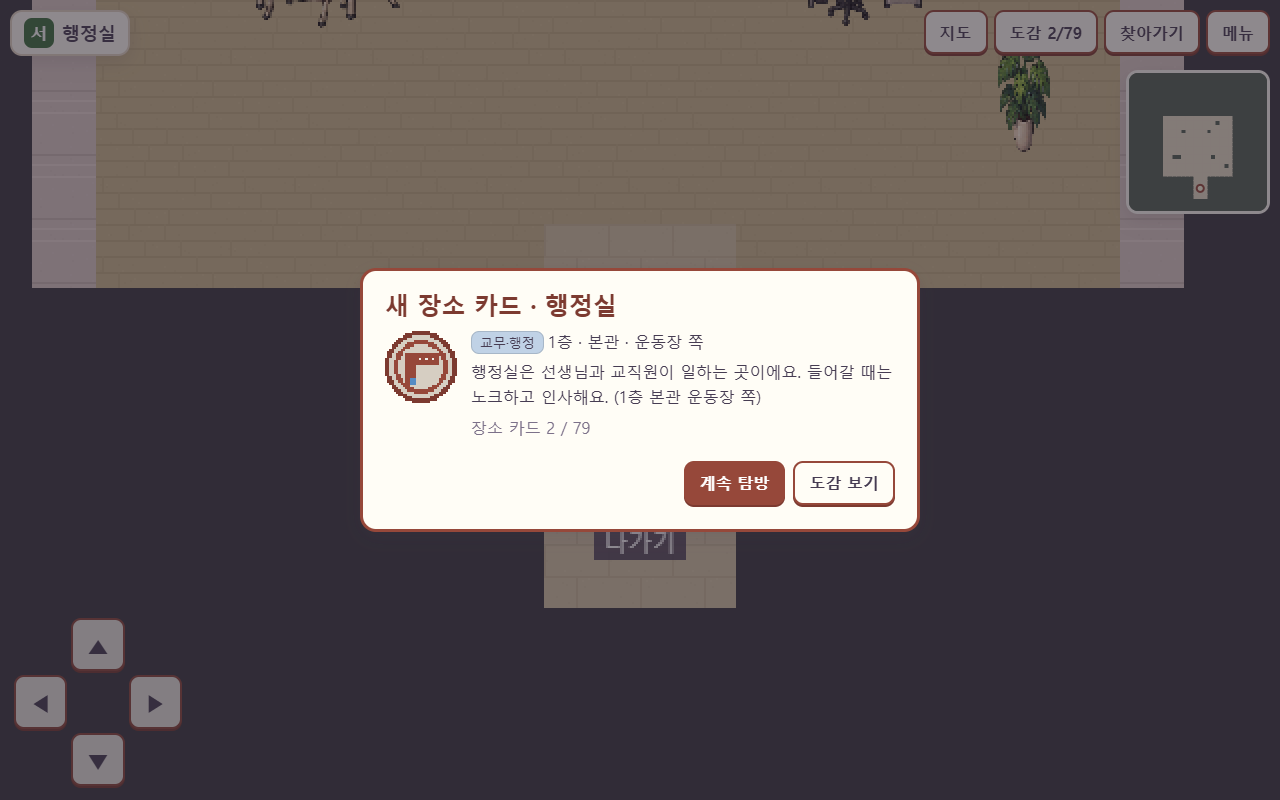 서 행정실
지도
도감 2/79
찾아가기
메뉴
새 장소 카드 · 행정실
교무·행정 1층 · 본관 · 운동장 쪽
행정실은 선생님과 교직원이 일하는 곳이에요. 들어갈 때는
노크하고 인사해요. (1층 본관 운동장 쪽)
장소 카드 2 / 79
계속 탐방
도감 보기
나가기